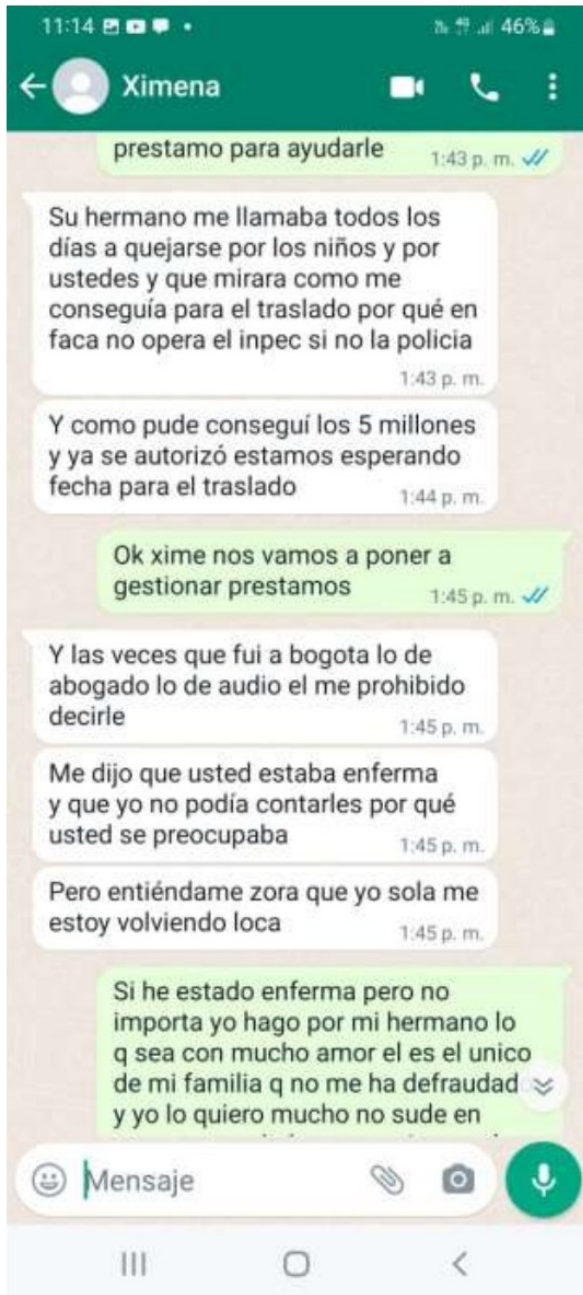 11:14
46%
Ximena
prestamo para ayudarle
1:43 p. m.
Su hermano me llamaba todos los
días a quejarse por los niños y por
ustedes y que mirara como me
conseguía para el traslado por qué en
faca no opera el inpec si no la policia
1:43 p. m.
Y como pude conseguí los 5 millones
y ya se autorizó estamos esperando
fecha para el traslado
1:44 p. m.
Ok xime nos vamos a poner a
gestionar prestamos
1:45 p. m.
Y las veces que fui a bogota lo de
abogado lo de audio el me prohibido
decirle
1:45 p. m.
Me dijo que usted estaba enferma
y que yo no podía contarles por qué
usted se preocupaba
1:45 p. m.
Pero entiéndame zora que yo sola me
estoy volviendo loca
1:45 p. m.
Si he estado enferma pero no
importa yo hago por mi hermano lo
q sea con mucho amor el es el unico
de mi familia q no me ha defraudad
y yo lo quiero mucho no sude en
Mensaje